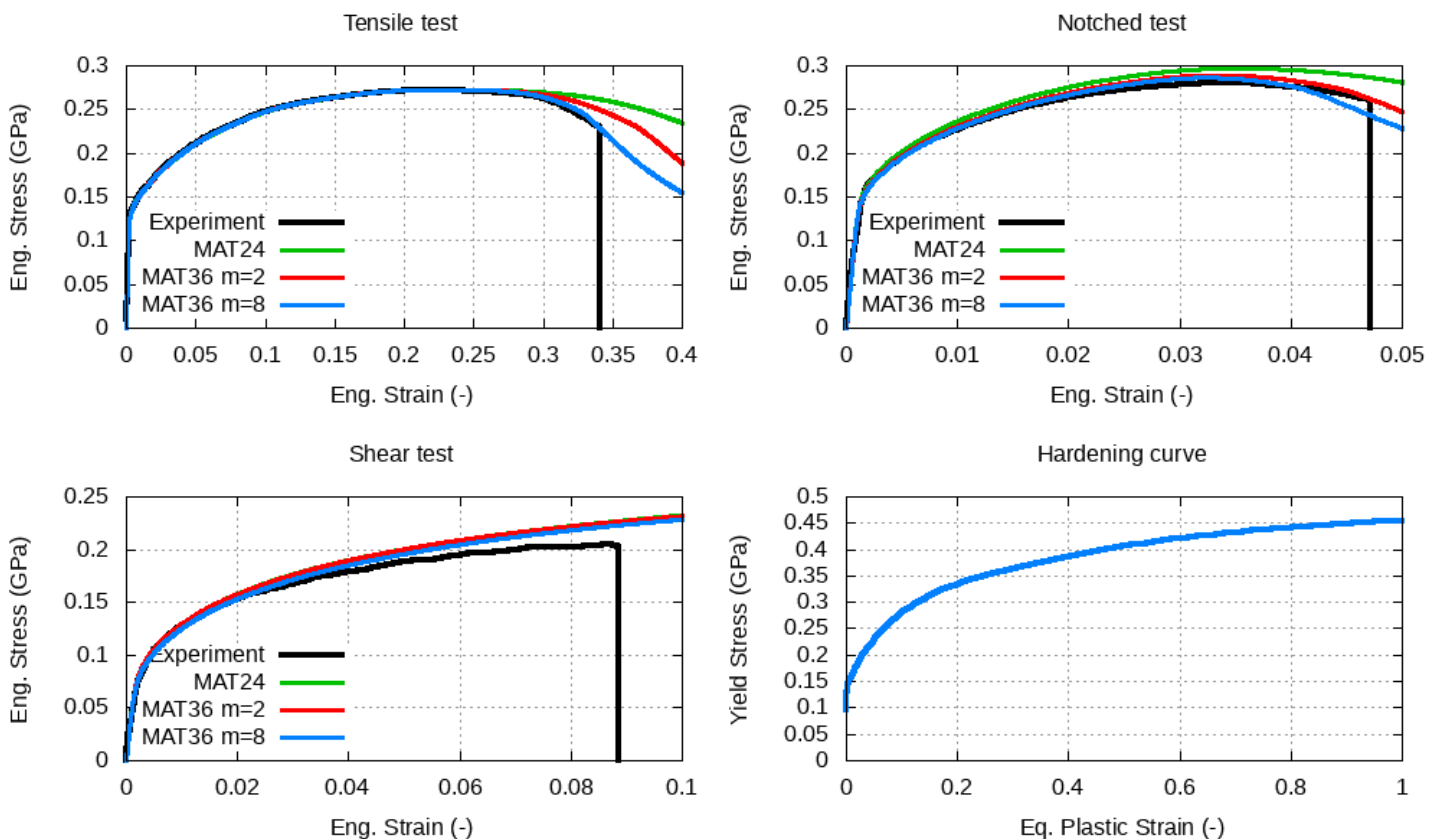 Tensile test
Eng. Stress (GPa)
0.3
0.25
0.2
0.15
0.1
0.05
0
Experiment
MAT24
MAT36 m=2
MAT36 m=8
0 0.05 0.1 0.15 0.2 0.25 0.3 0.35 0.4
Eng. Strain (-)
Notched test
Eng. Stress (GPa)
0.3
0.25
0.2
0.15
0.1
0.05
0
Experiment
MAT24
MAT36 m=2
MAT36 m=8
0 0.01 0.02 0.03 0.04 0.05
Eng. Strain (-)
Shear test
Eng. Stress (GPa)
0.25
0.2
0.15
0.1
0.05
0
Experiment
MAT24
MAT36 m=2
MAT36 m=8
0 0.02 0.04 0.06 0.08 0.1
Eng. Strain (-)
Hardening curve
Yield Stress (GPa)
0.5
0.45
0.4
0.35
0.3
0.25
0.2
0.15
0.1
0.05
0
0 0.2 0.4 0.6 0.8 1
Eq. Plastic Strain (-)